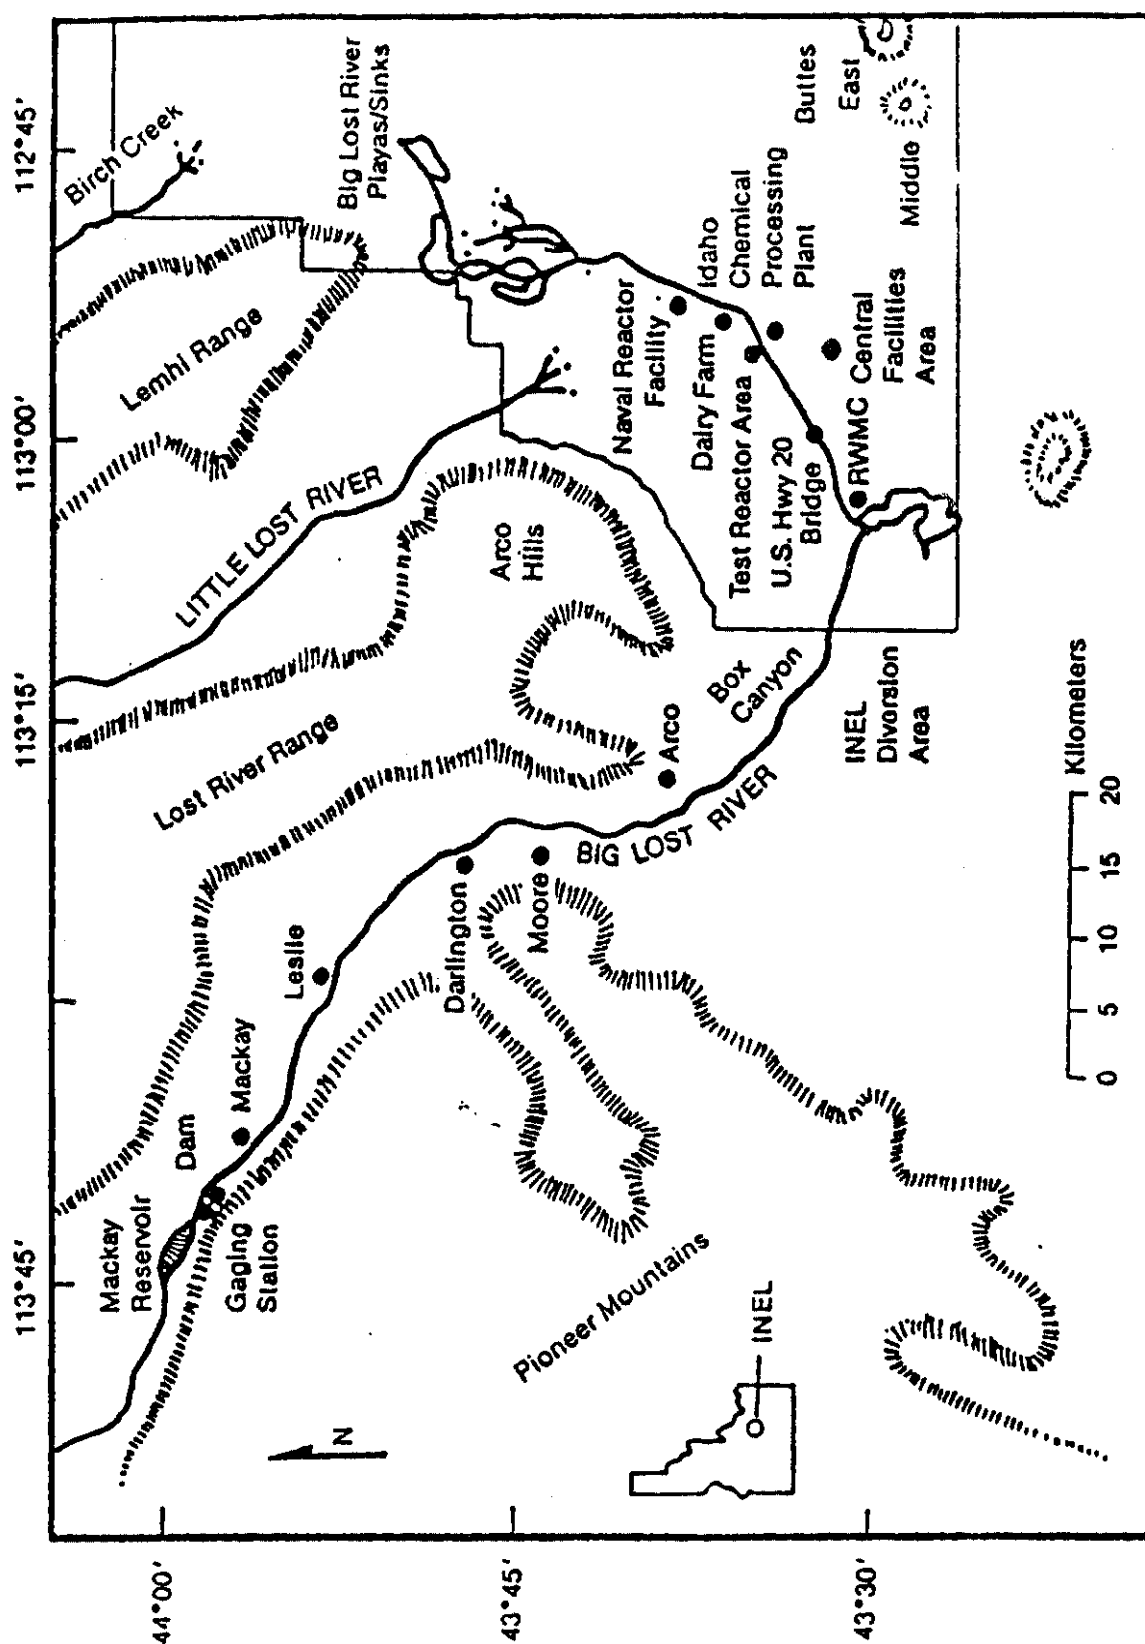 113°45'
113°15'
113°00'
112°45'
44°00'
43°45'
43°30'
Mackay
Reservoir
Dam
Gaging
Station
Mackay
Leslie
Lost River Range
LITTLE LOST RIVER
Lemhi Range
Birch Creek
Big Lost River
Playas/Sinks
Darlington
Moore
Arco
Hills
Arco
BIG LOST RIVER
Box
Canyon
Pioneer Mountains
N
INEL
Naval Reactor
Facility
Dairy Farm
Test Reactor Area
U.S. Hwy 20
Bridge
Idaho
Chemical
Processing
Plant
RWMC
Central
Facilities
Area
INEL
Diversion
Area
Buttes
East
Middle
0 5 10 15 20
Kilometers